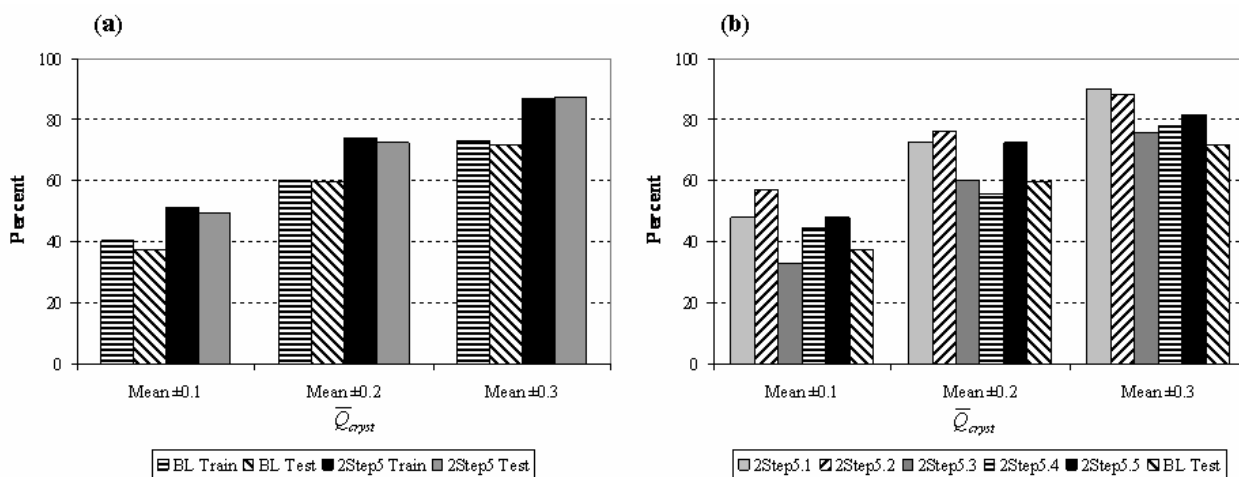 (a)
100
80
60
40
20
0
Percent
Mean ±0.1
Mean ±0.2
Mean ±0.3
Q̅cryst
BL Train
BL Test
2Step5 Train
2Step5 Test
(b)
100
80
60
40
20
0
Percent
Mean ±0.1
Mean ±0.2
Mean ±0.3
Q̅cryst
2Step5.1
2Step5.2
2Step5.3
2Step5.4
2Step5.5
BL Test